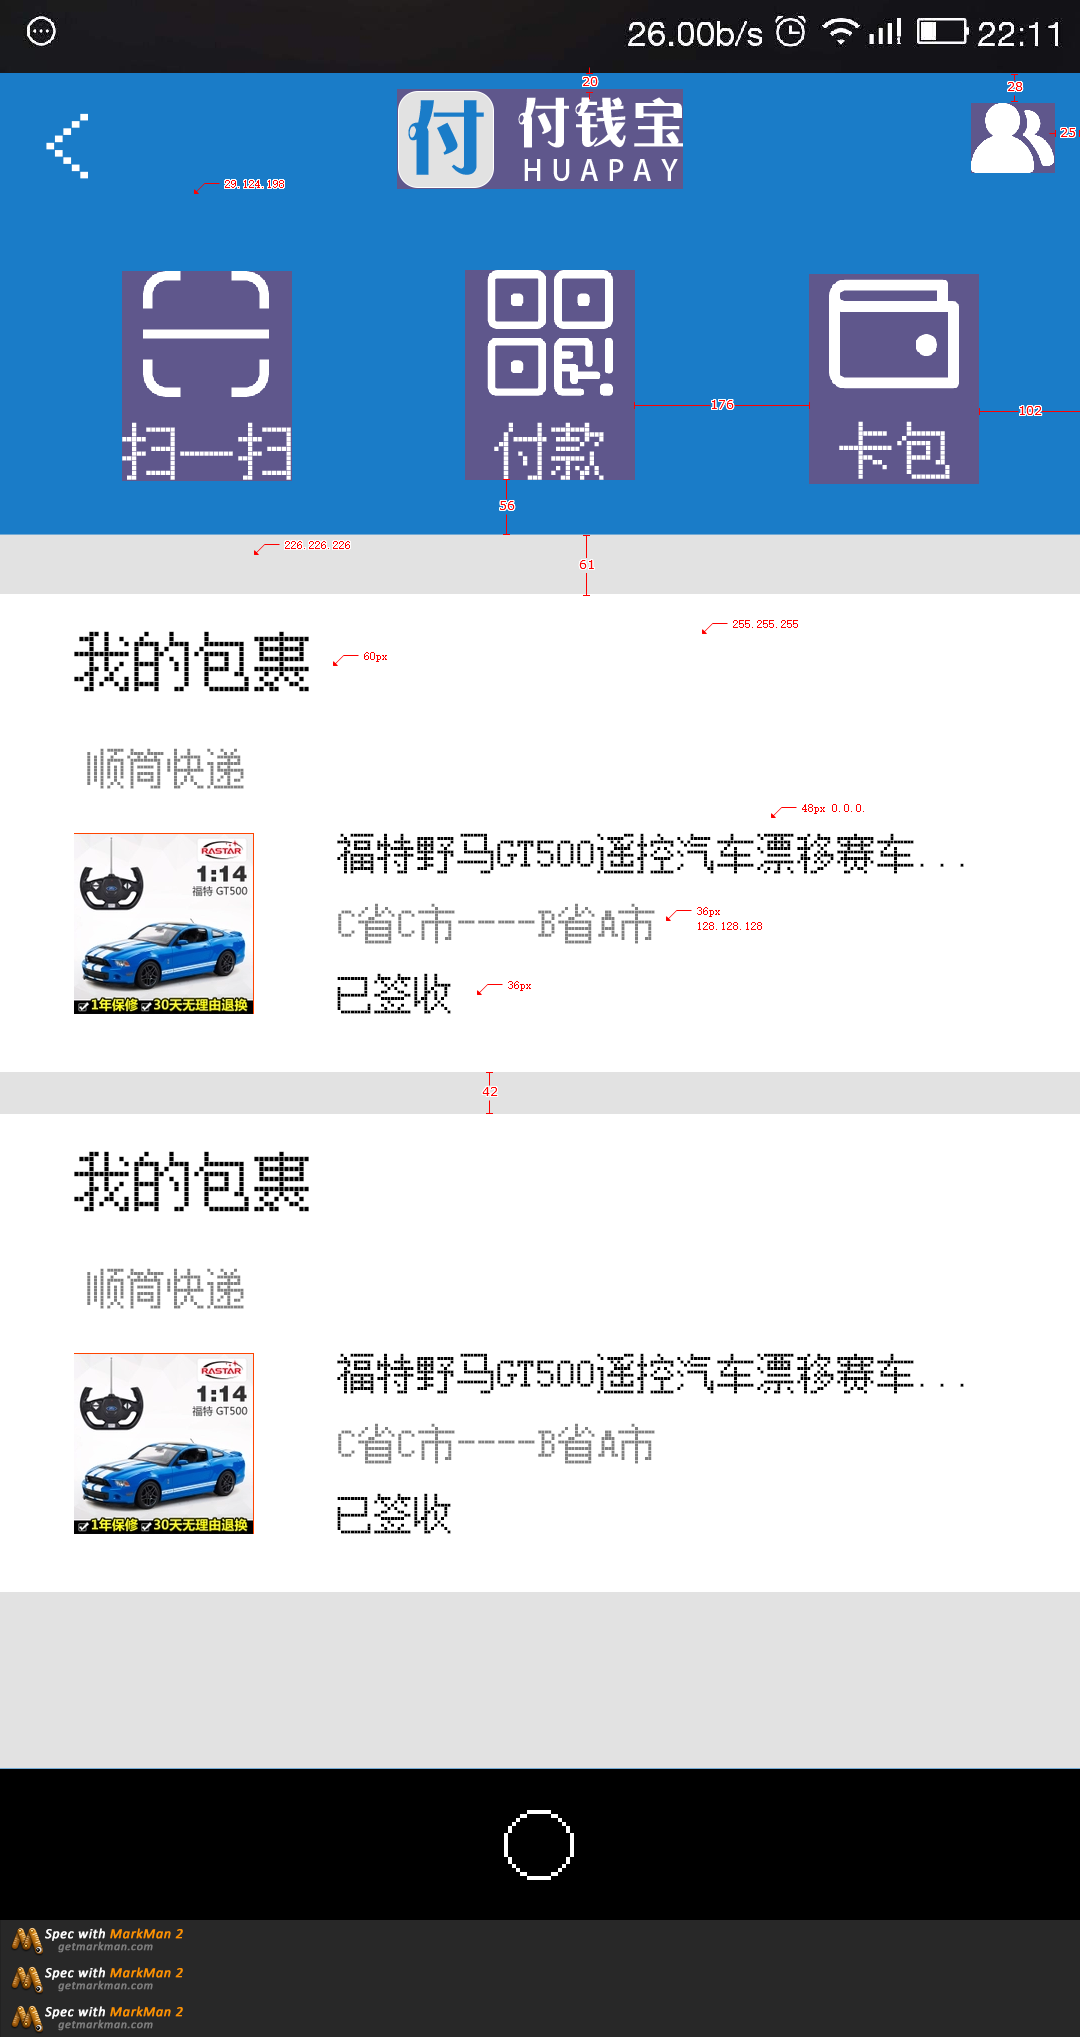 26.00b/s 22:11
20
28
付 付钱宝
HUAPAY
25
29.124.198
扫一扫 付款 卡包
176
102
56
226.226.226
61
255.255.255
我的包裹
60px
顺简快递
48px 0.0.0.
RASTAR
1:14
福特 GT500
1年保修 30天无理由退换
福特野马GT500遥控汽车漂移赛车...
C省C市----B省A市
36px
128.128.128
已签收
36px
42
我的包裹
顺简快递
RASTAR
1:14
福特 GT500
1年保修 30天无理由退换
福特野马GT500遥控汽车漂移赛车...
C省C市----B省A市
已签收
Spec with MarkMan 2
getmarkman.com
Spec with MarkMan 2
getmarkman.com
Spec with MarkMan 2
getmarkman.com